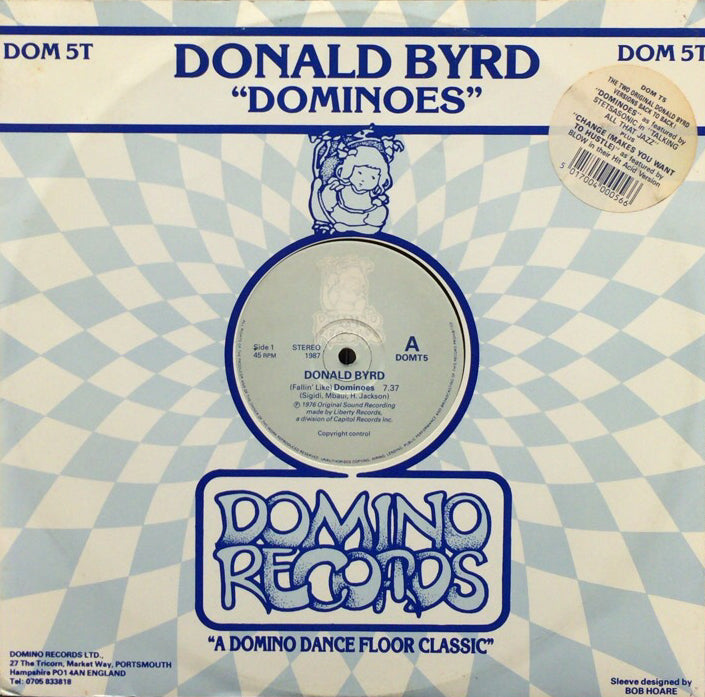 DOM 5T
DONALD BYRD
DOM 5T
"DOMINOES"
DOM T5
THE TWO ORIGINAL DONALD BYRD
VERSIONS BACK TO BACK!
"DOMINOES" as featured by
STETSASONIC in "TALKING
ALL THAT JAZZ"
PLUS
"CHANGE (MAKES YOU WANT
TO HUSTLE)" as featured by
BLOW in their Hit Acid Version
5 017004 000566
Side 1
45 RPM
STEREO
1987
A
DOMT5
DONALD BYRD
(Fallin' Like) Dominoes 7.37
(Sigidi, Mbaui, H. Jackson)
℗ 1976 Original Sound Recording
made by Liberty Records,
a division of Capitol Records Inc.
Copyright control
DOMINO
RECORDS
"A DOMINO DANCE FLOOR CLASSIC"
DOMINO RECORDS LTD.,
27 The Tricorn, Market Way, PORTSMOUTH
Hampshire PO1 4AN ENGLAND
Tel: 0705 833818
Sleeve designed by
BOB HOARE